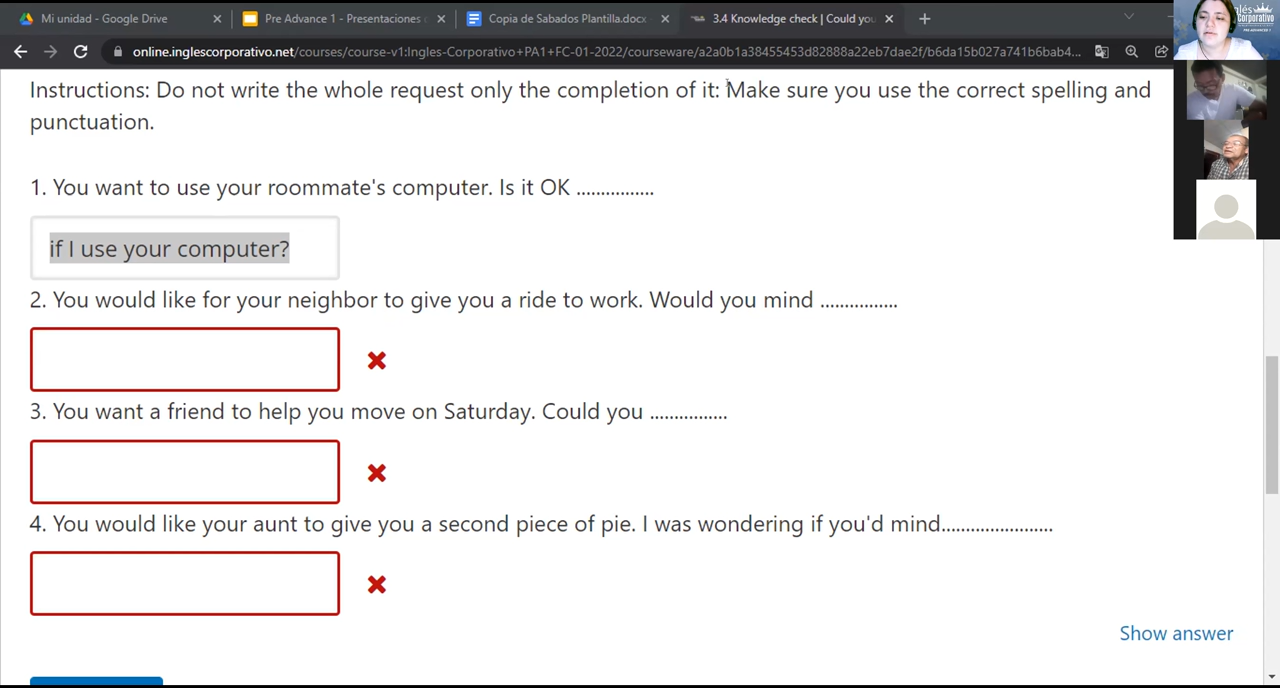 Mi unidad - Google Drive
Pre Advance 1 - Presentaciones
Copia de Sabados Plantilla.docx
3.4 Knowledge check | Could you
online.inglescorporativo.net/courses/course-v1:Ingles-Corporativo+PA1+FC-01-2022/courseware/a2a0b1a38455453d82888a22eb7dae2f/b6da15b027a741b6bab4...
Instructions: Do not write the whole request only the completion of it: Make sure you use the correct spelling and
punctuation.
1. You want to use your roommate's computer. Is it OK ................
if I use your computer?
2. You would like for your neighbor to give you a ride to work. Would you mind ................
3. You want a friend to help you move on Saturday. Could you ................
4. You would like your aunt to give you a second piece of pie. I was wondering if you'd mind.......................
Show answer